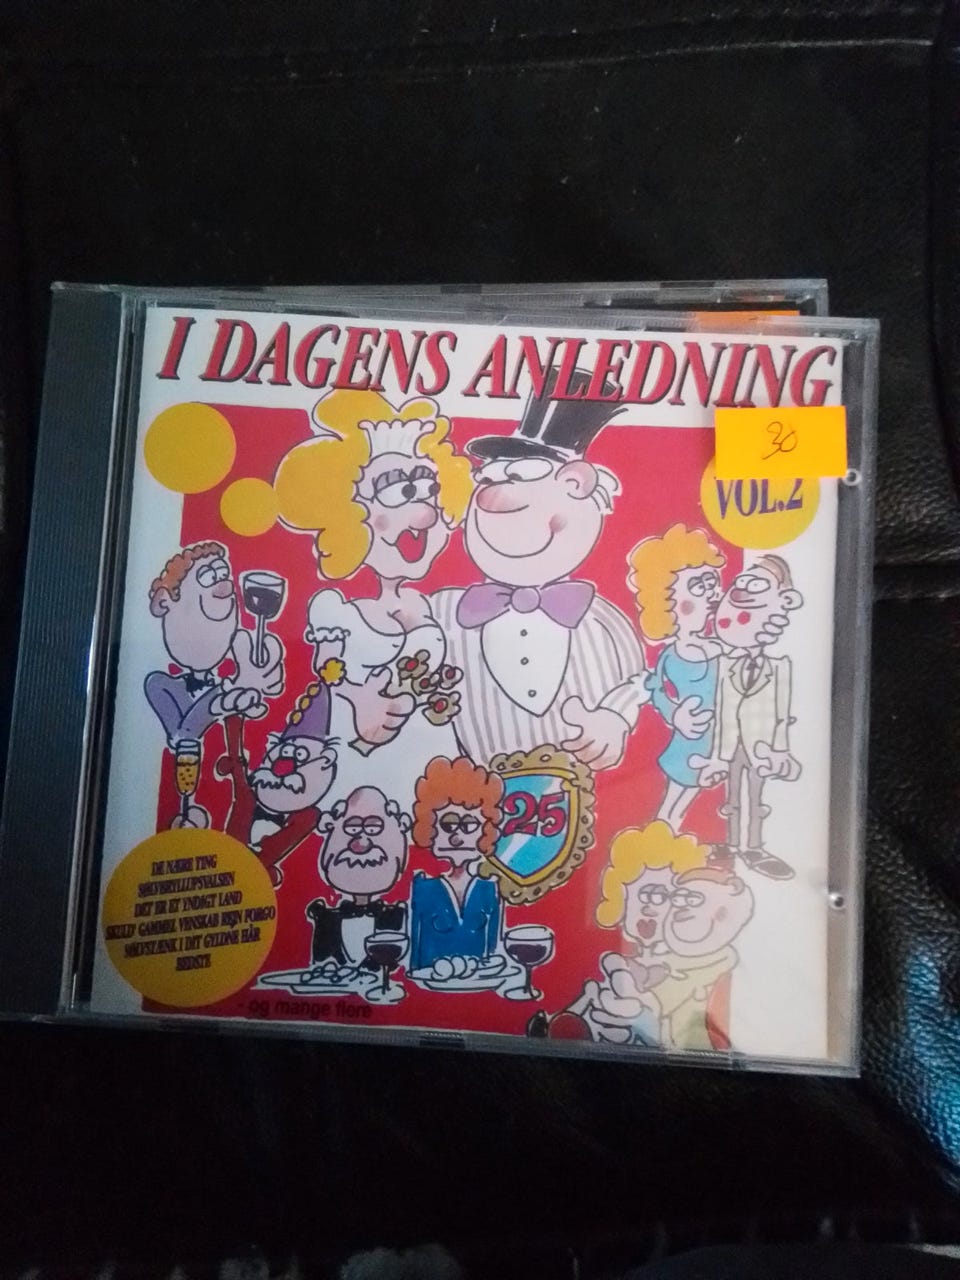 I DAGENS ANLEDNING
30
VOL.2
25
DE NÆRE TING
SØLVBRYLLUPSVALSEN
DET ER ET YNDIGT LAND
SKULD' GAMMEL VENSKAB REJN FORGO
SØLVSTÆNK I DIT GYLDNE HÅR
BEDSTE
- og mange flere